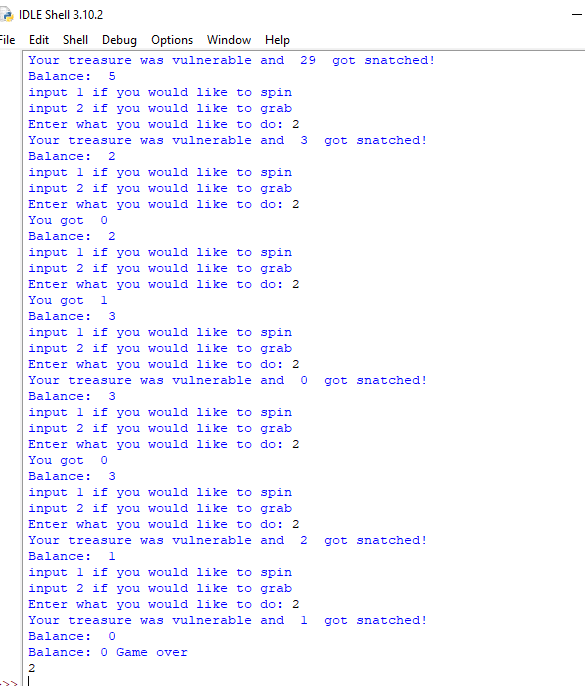 IDLE Shell 3.10.2
File Edit Shell Debug Options Window Help
Your treasure was vulnerable and  29  got snatched!
Balance:  5
input 1 if you would like to spin
input 2 if you would like to grab
Enter what you would like to do: 2
Your treasure was vulnerable and  3  got snatched!
Balance:  2
input 1 if you would like to spin
input 2 if you would like to grab
Enter what you would like to do: 2
You got  0
Balance:  2
input 1 if you would like to spin
input 2 if you would like to grab
Enter what you would like to do: 2
You got  1
Balance:  3
input 1 if you would like to spin
input 2 if you would like to grab
Enter what you would like to do: 2
Your treasure was vulnerable and  0  got snatched!
Balance:  3
input 1 if you would like to spin
input 2 if you would like to grab
Enter what you would like to do: 2
You got  0
Balance:  3
input 1 if you would like to spin
input 2 if you would like to grab
Enter what you would like to do: 2
Your treasure was vulnerable and  2  got snatched!
Balance:  1
input 1 if you would like to spin
input 2 if you would like to grab
Enter what you would like to do: 2
Your treasure was vulnerable and  1  got snatched!
Balance:  0
Balance: 0 Game over
2
>>>